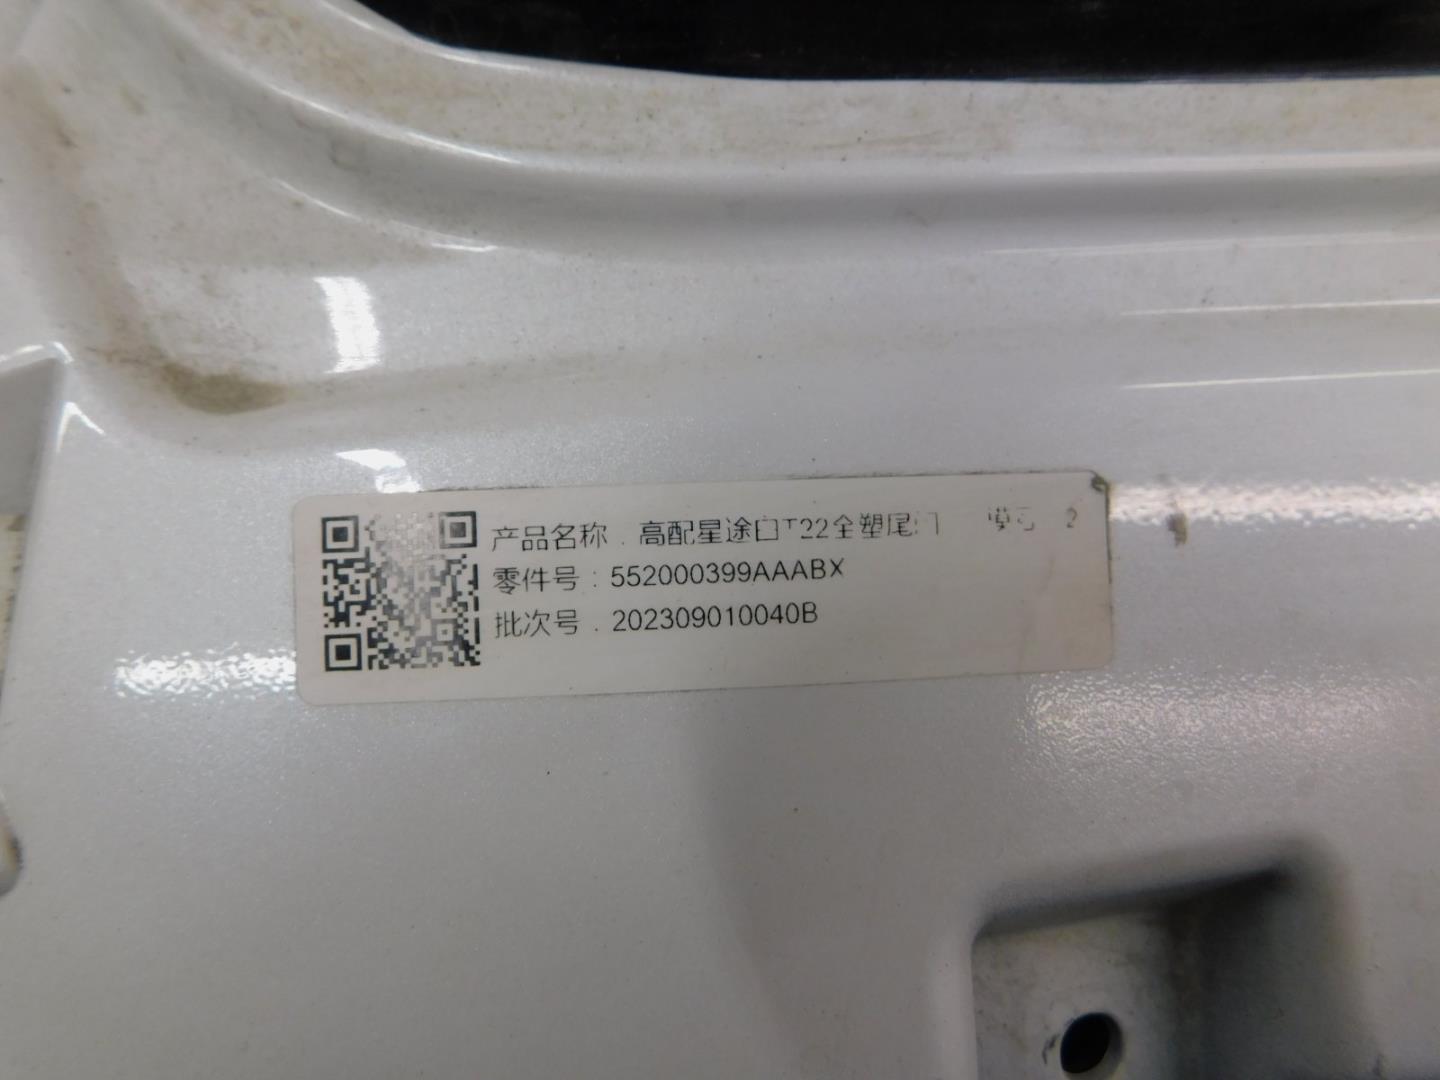 产品名称：高配星途白T22全塑尾门 2
零件号：552000399AAABX
批次号：202309010040B